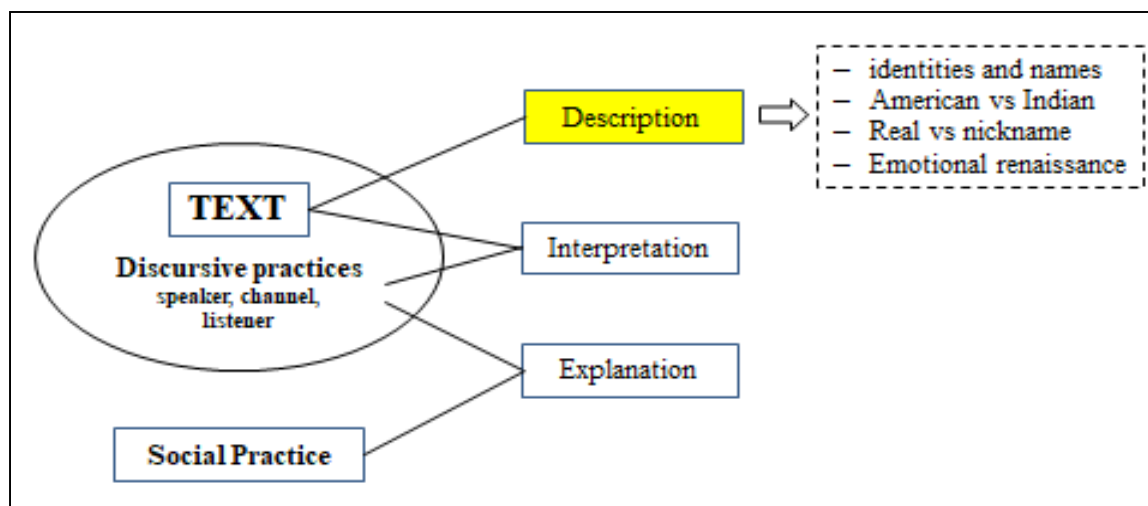 TEXT
Discursive practices
speaker, channel,
listener
Social Practice
Description
Interpretation
Explanation
– identities and names
– American vs Indian
– Real vs nickname
– Emotional renaissance